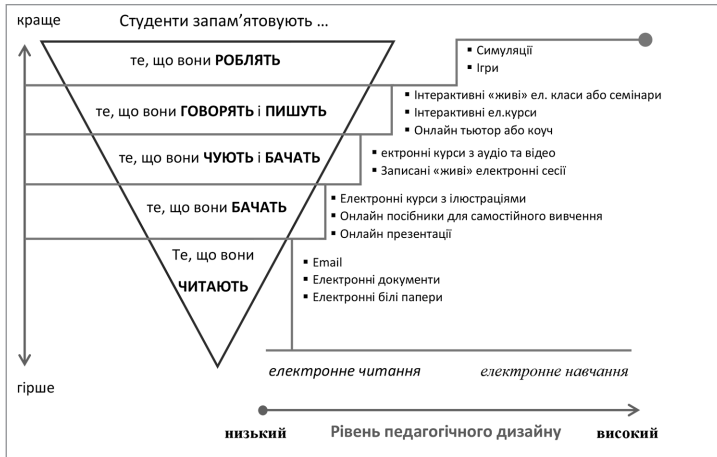 краще
Студенти запам’ятовують …
те, що вони РОБЛЯТЬ
▪ Симуляції
▪ Ігри
те, що вони ГОВОРЯТЬ і ПИШУТЬ
▪ Інтерактивні «живі» ел. класи або семінари
▪ Інтерактивні ел.курси
▪ Онлайн тьютор або коуч
те, що вони ЧУЮТЬ і БАЧАТЬ
▪ ектронні курси з аудіо та відео
▪ Записані «живі» електронні сесії
те, що вони БАЧАТЬ
▪ Електронні курси з ілюстраціями
▪ Онлайн посібники для самостійного вивчення
▪ Онлайн презентації
Те, що вони
ЧИТАЮТЬ
▪ Email
▪ Електронні документи
▪ Електронні білі папери
гірше
електронне читання
електронне навчання
низький
Рівень педагогічного дизайну
високий